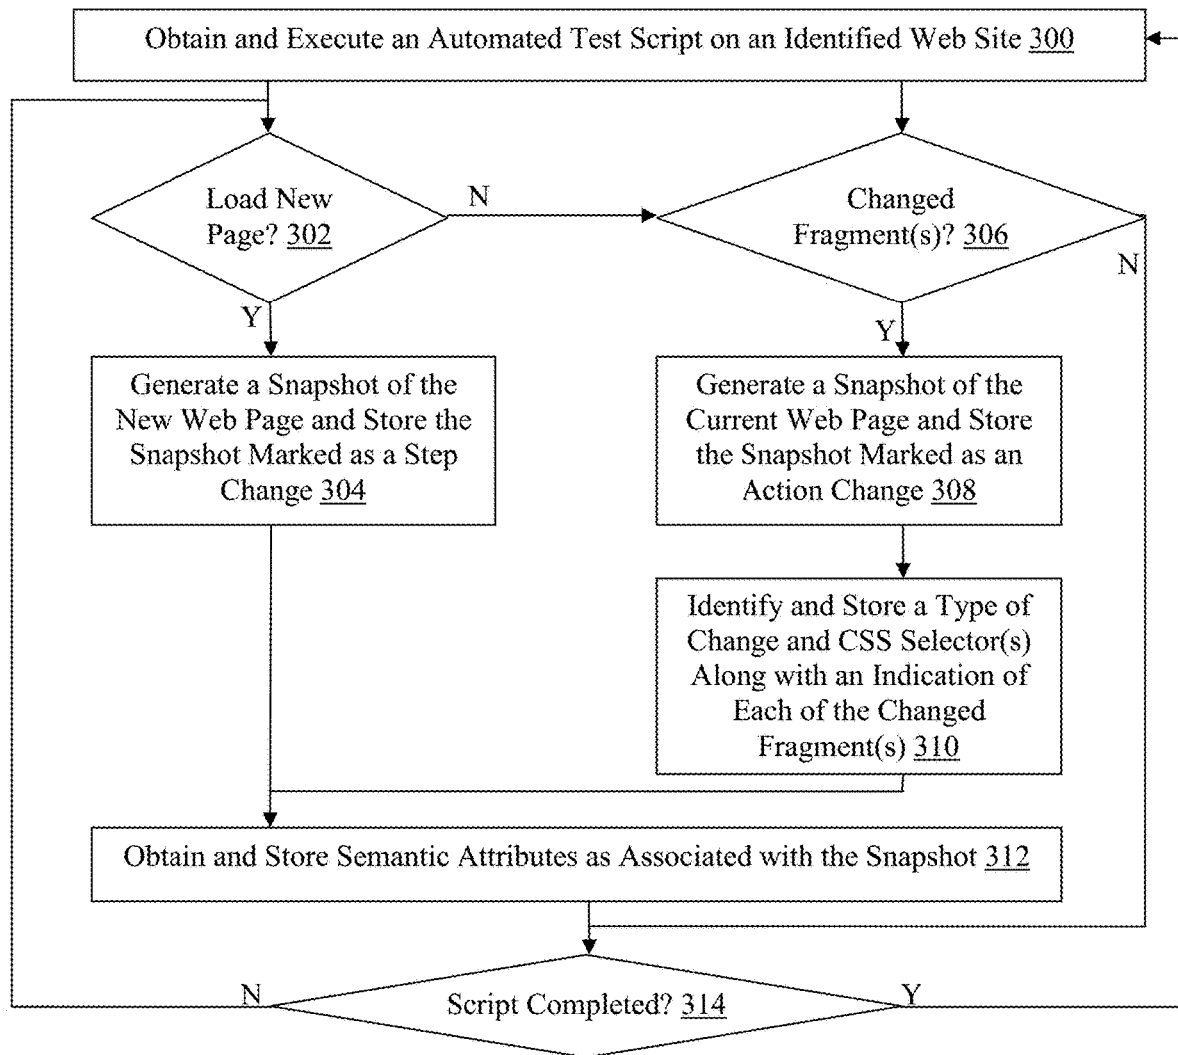 Obtain and Execute an Automated Test Script on an Identified Web Site 300
Load New
Page? 302
N
Changed
Fragment(s)? 306
N
Y
Y
Generate a Snapshot of the
New Web Page and Store the
Snapshot Marked as a Step
Change 304
Generate a Snapshot of the
Current Web Page and Store
the Snapshot Marked as an
Action Change 308
Identify and Store a Type of
Change and CSS Selector(s)
Along with an Indication of
Each of the Changed
Fragment(s) 310
Obtain and Store Semantic Attributes as Associated with the Snapshot 312
N
Script Completed? 314
Y